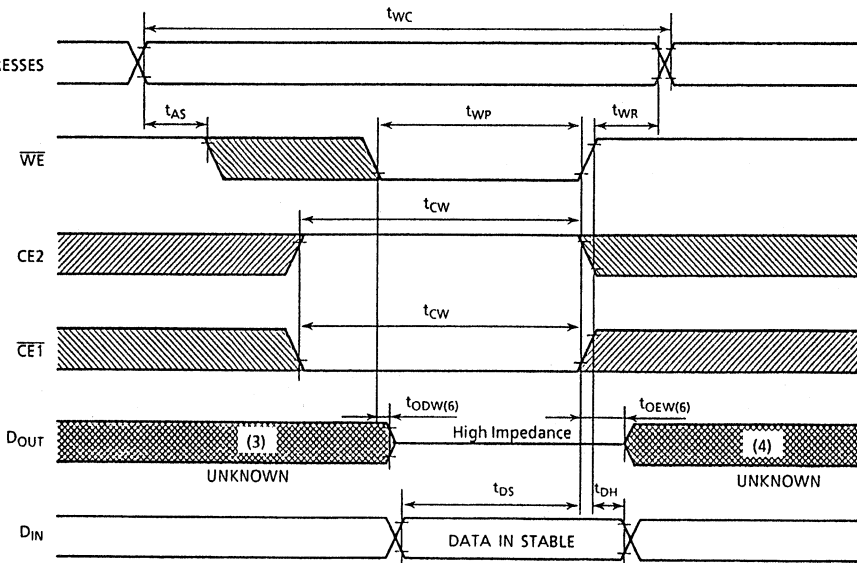 tWC
RESSES
tAS
tWP
tWR
WE
tCW
CE2
tCW
CE1
tODW(6)
tOEW(6)
DOUT
(3)
High Impedance
(4)
UNKNOWN
UNKNOWN
tDS
tDH
DIN
DATA IN STABLE